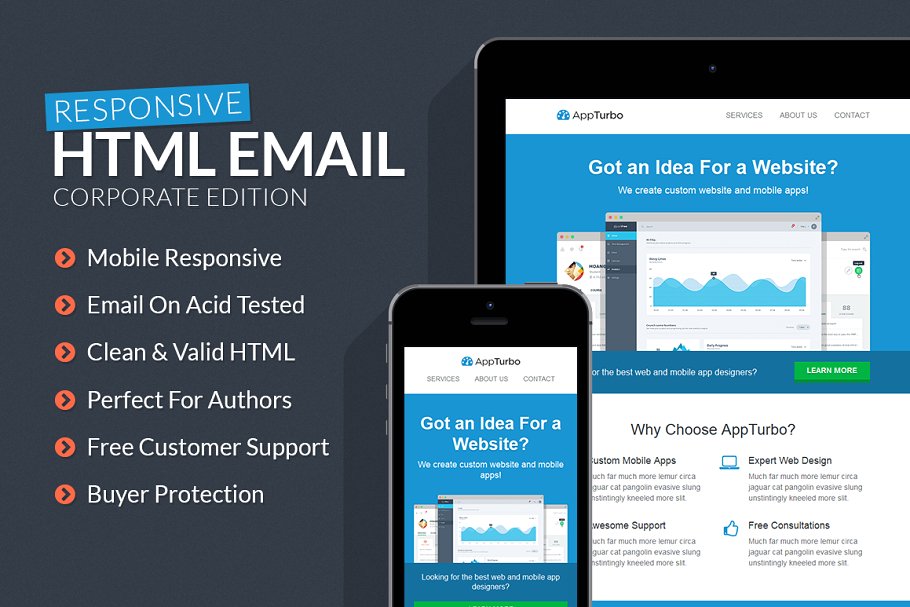 RESPONSIVE
HTML EMAIL
CORPORATE EDITION
Mobile Responsive
Email On Acid Tested
Clean & Valid HTML
Perfect For Authors
Free Customer Support
Buyer Protection
AppTurbo
SERVICES ABOUT US CONTACT
Got an Idea For a Website?
We create custom website and mobile apps!
for the best web and mobile app designers?
LEARN MORE
Why Choose AppTurbo?
Custom Mobile Apps
Much far much more lemur circa
jaguar cat pangolin evasive slung
unstintingly kneeled more slit.
Expert Web Design
Much far much more lemur circa
jaguar cat pangolin evasive slung
unstintingly kneeled more slit.
Awesome Support
Much far much more lemur circa
jaguar cat pangolin evasive slung
unstintingly kneeled more slit.
Free Consultations
Much far much more lemur circa
jaguar cat pangolin evasive slung
unstintingly kneeled more slit.
AppTurbo
SERVICES ABOUT US CONTACT
Got an Idea For a
Website?
We create custom website and mobile
apps!
Looking for the best web and mobile app
designers?